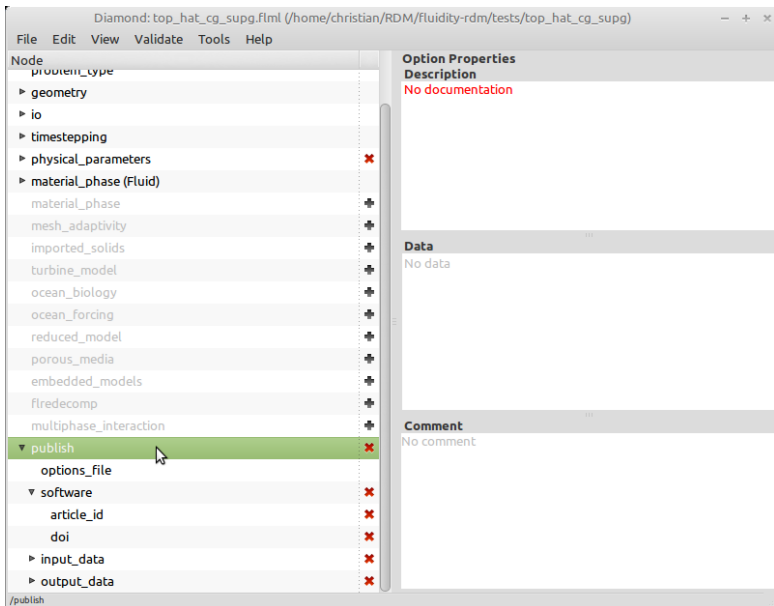 Diamond: top_hat_cg_supg.flml (/home/christian/RDM/fluidity-rdm/tests/top_hat_cg_supg)
File Edit View Validate Tools Help
Node
problem_type
geometry
io
timestepping
physical_parameters
material_phase (Fluid)
material_phase
mesh_adaptivity
imported_solids
turbine_model
ocean_biology
ocean_forcing
reduced_model
porous_media
embedded_models
flredecomp
multiphase_interaction
publish
options_file
software
article_id
doi
input_data
output_data
/publish
Option Properties
Description
No documentation
Data
No data
Comment
No comment